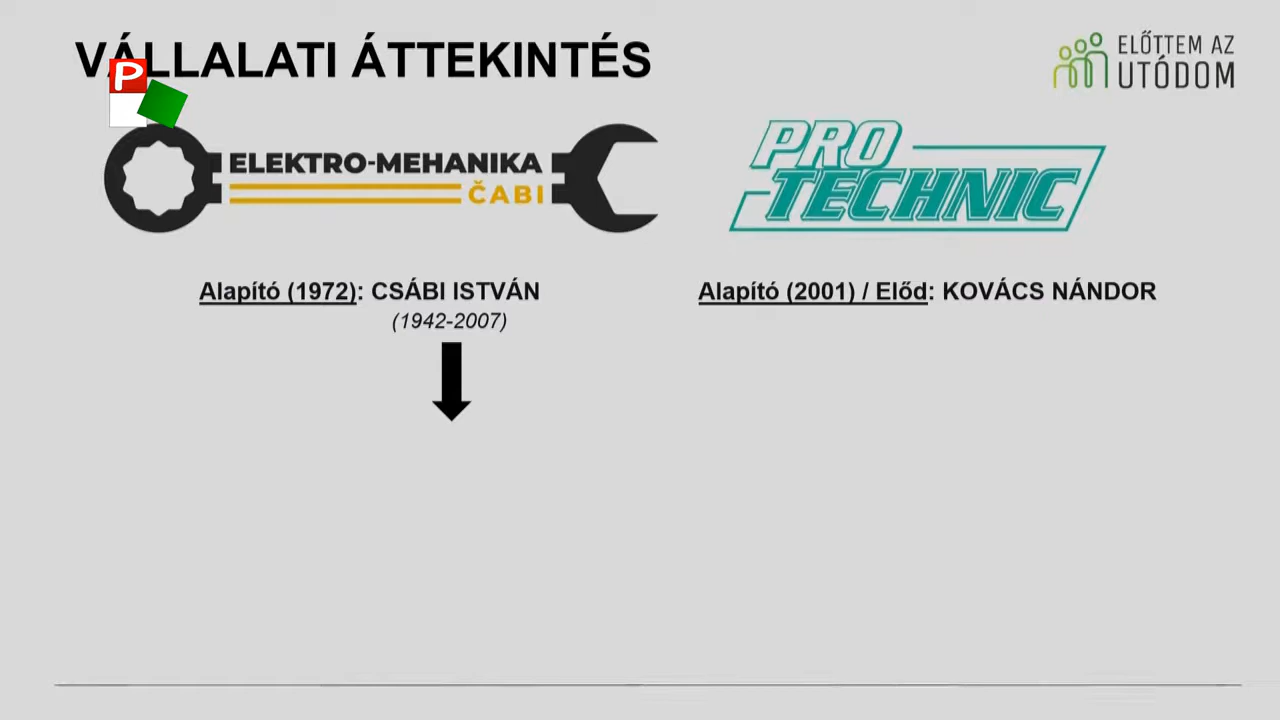 VÁLLALATI ÁTTEKINTÉS
ELŐTTEM AZ
UTÓDOM
P
ELEKTRO-MEHANIKA
ČABI
PRO
TECHNIC
Alapító (1972): CSÁBI ISTVÁN
(1942-2007)
Alapító (2001) / Előd: KOVÁCS NÁNDOR